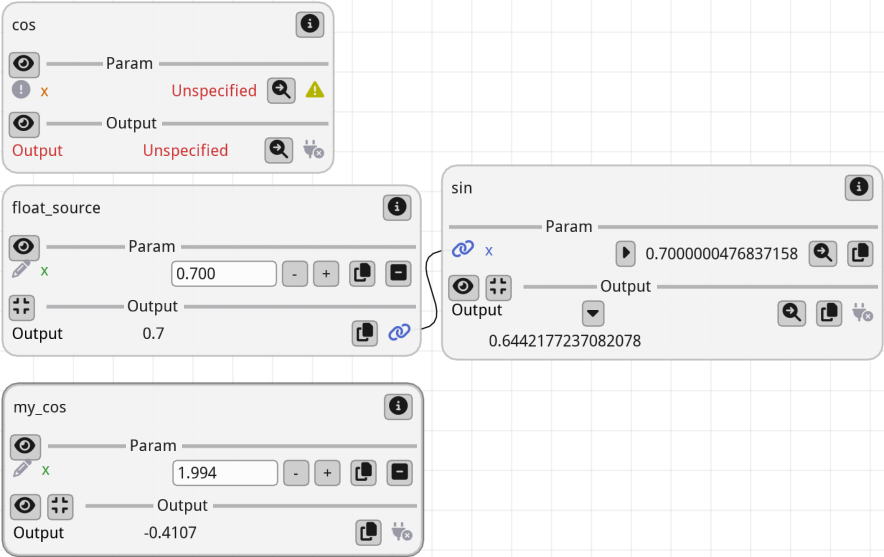 cos
Param
x Unspecified
Output
Output Unspecified
float_source
Param
x 0.700 - +
Output
Output 0.7
sin
Param
x 0.7000000476837158
Output
Output
0.6442177237082078
my_cos
Param
x 1.994 - +
Output
Output -0.4107